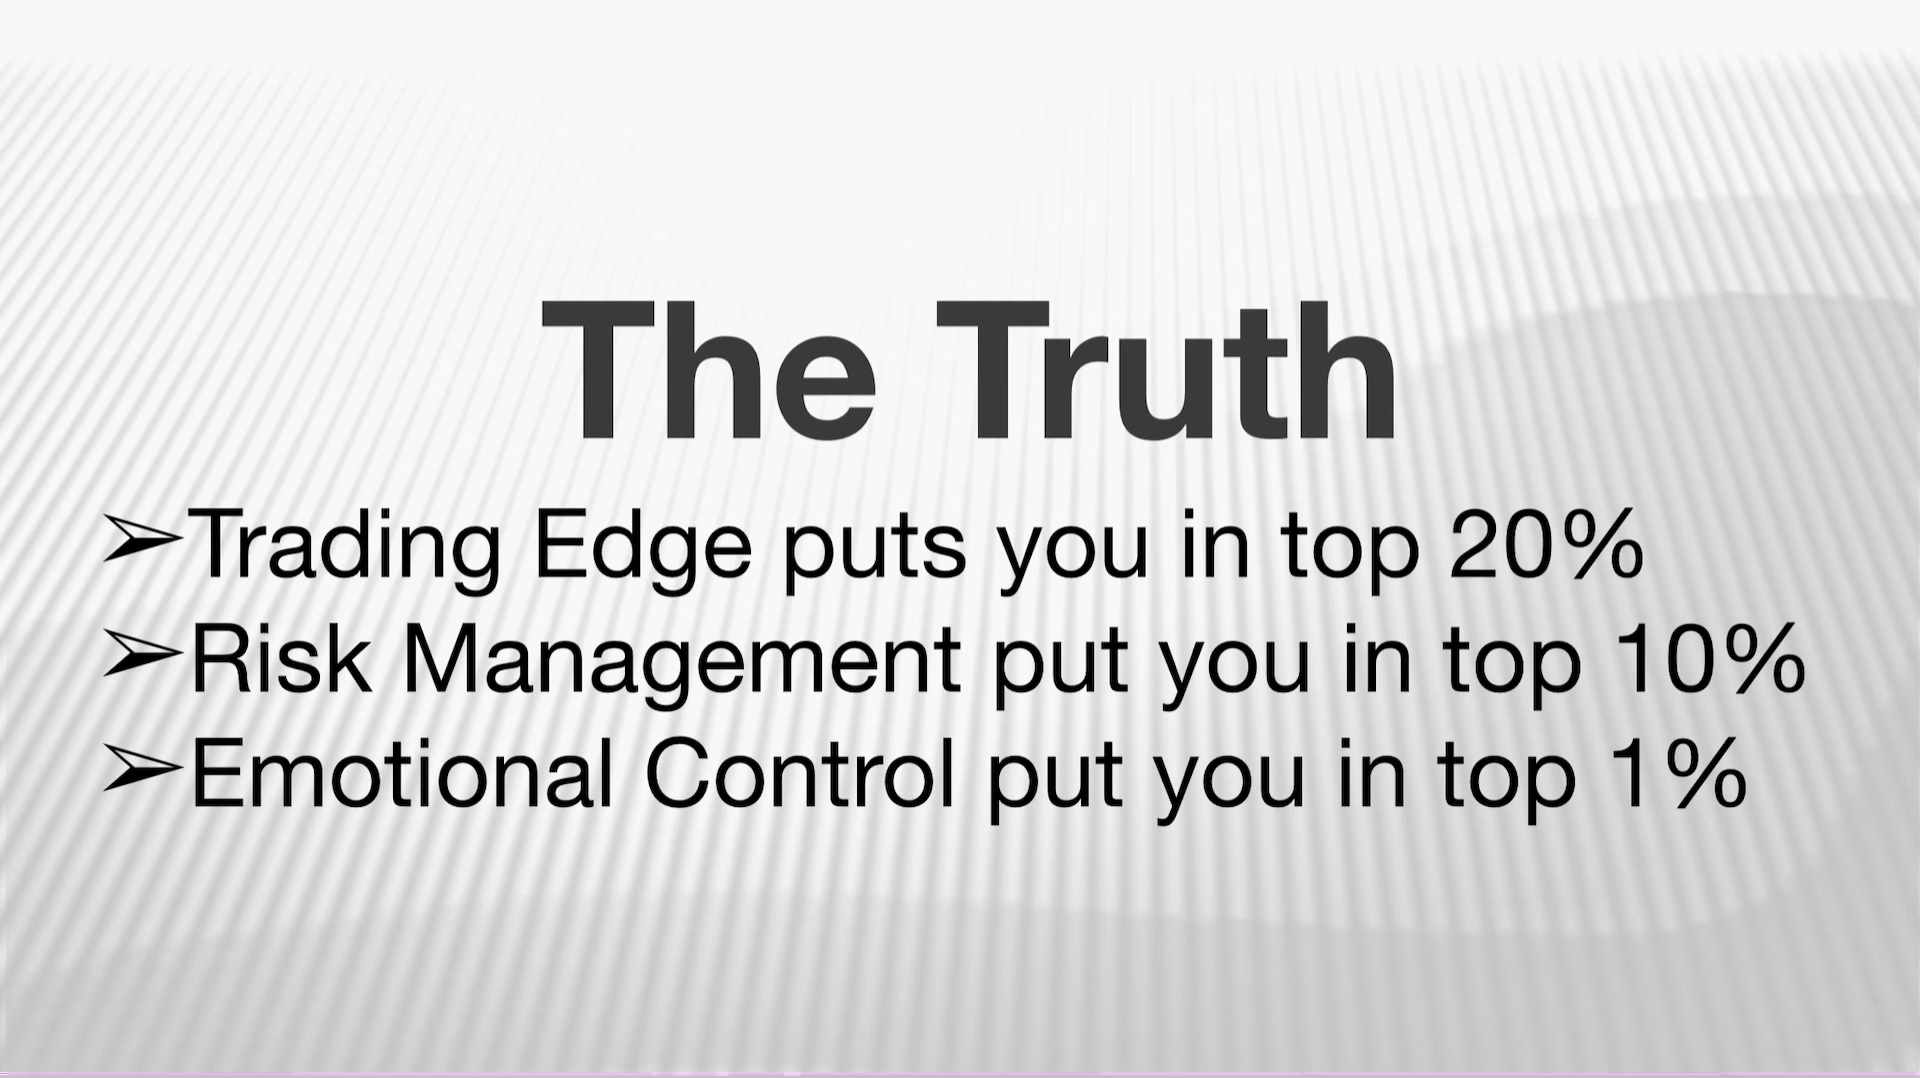 The Truth
➢Trading Edge puts you in top 20%
➢Risk Management put you in top 10%
➢Emotional Control put you in top 1%